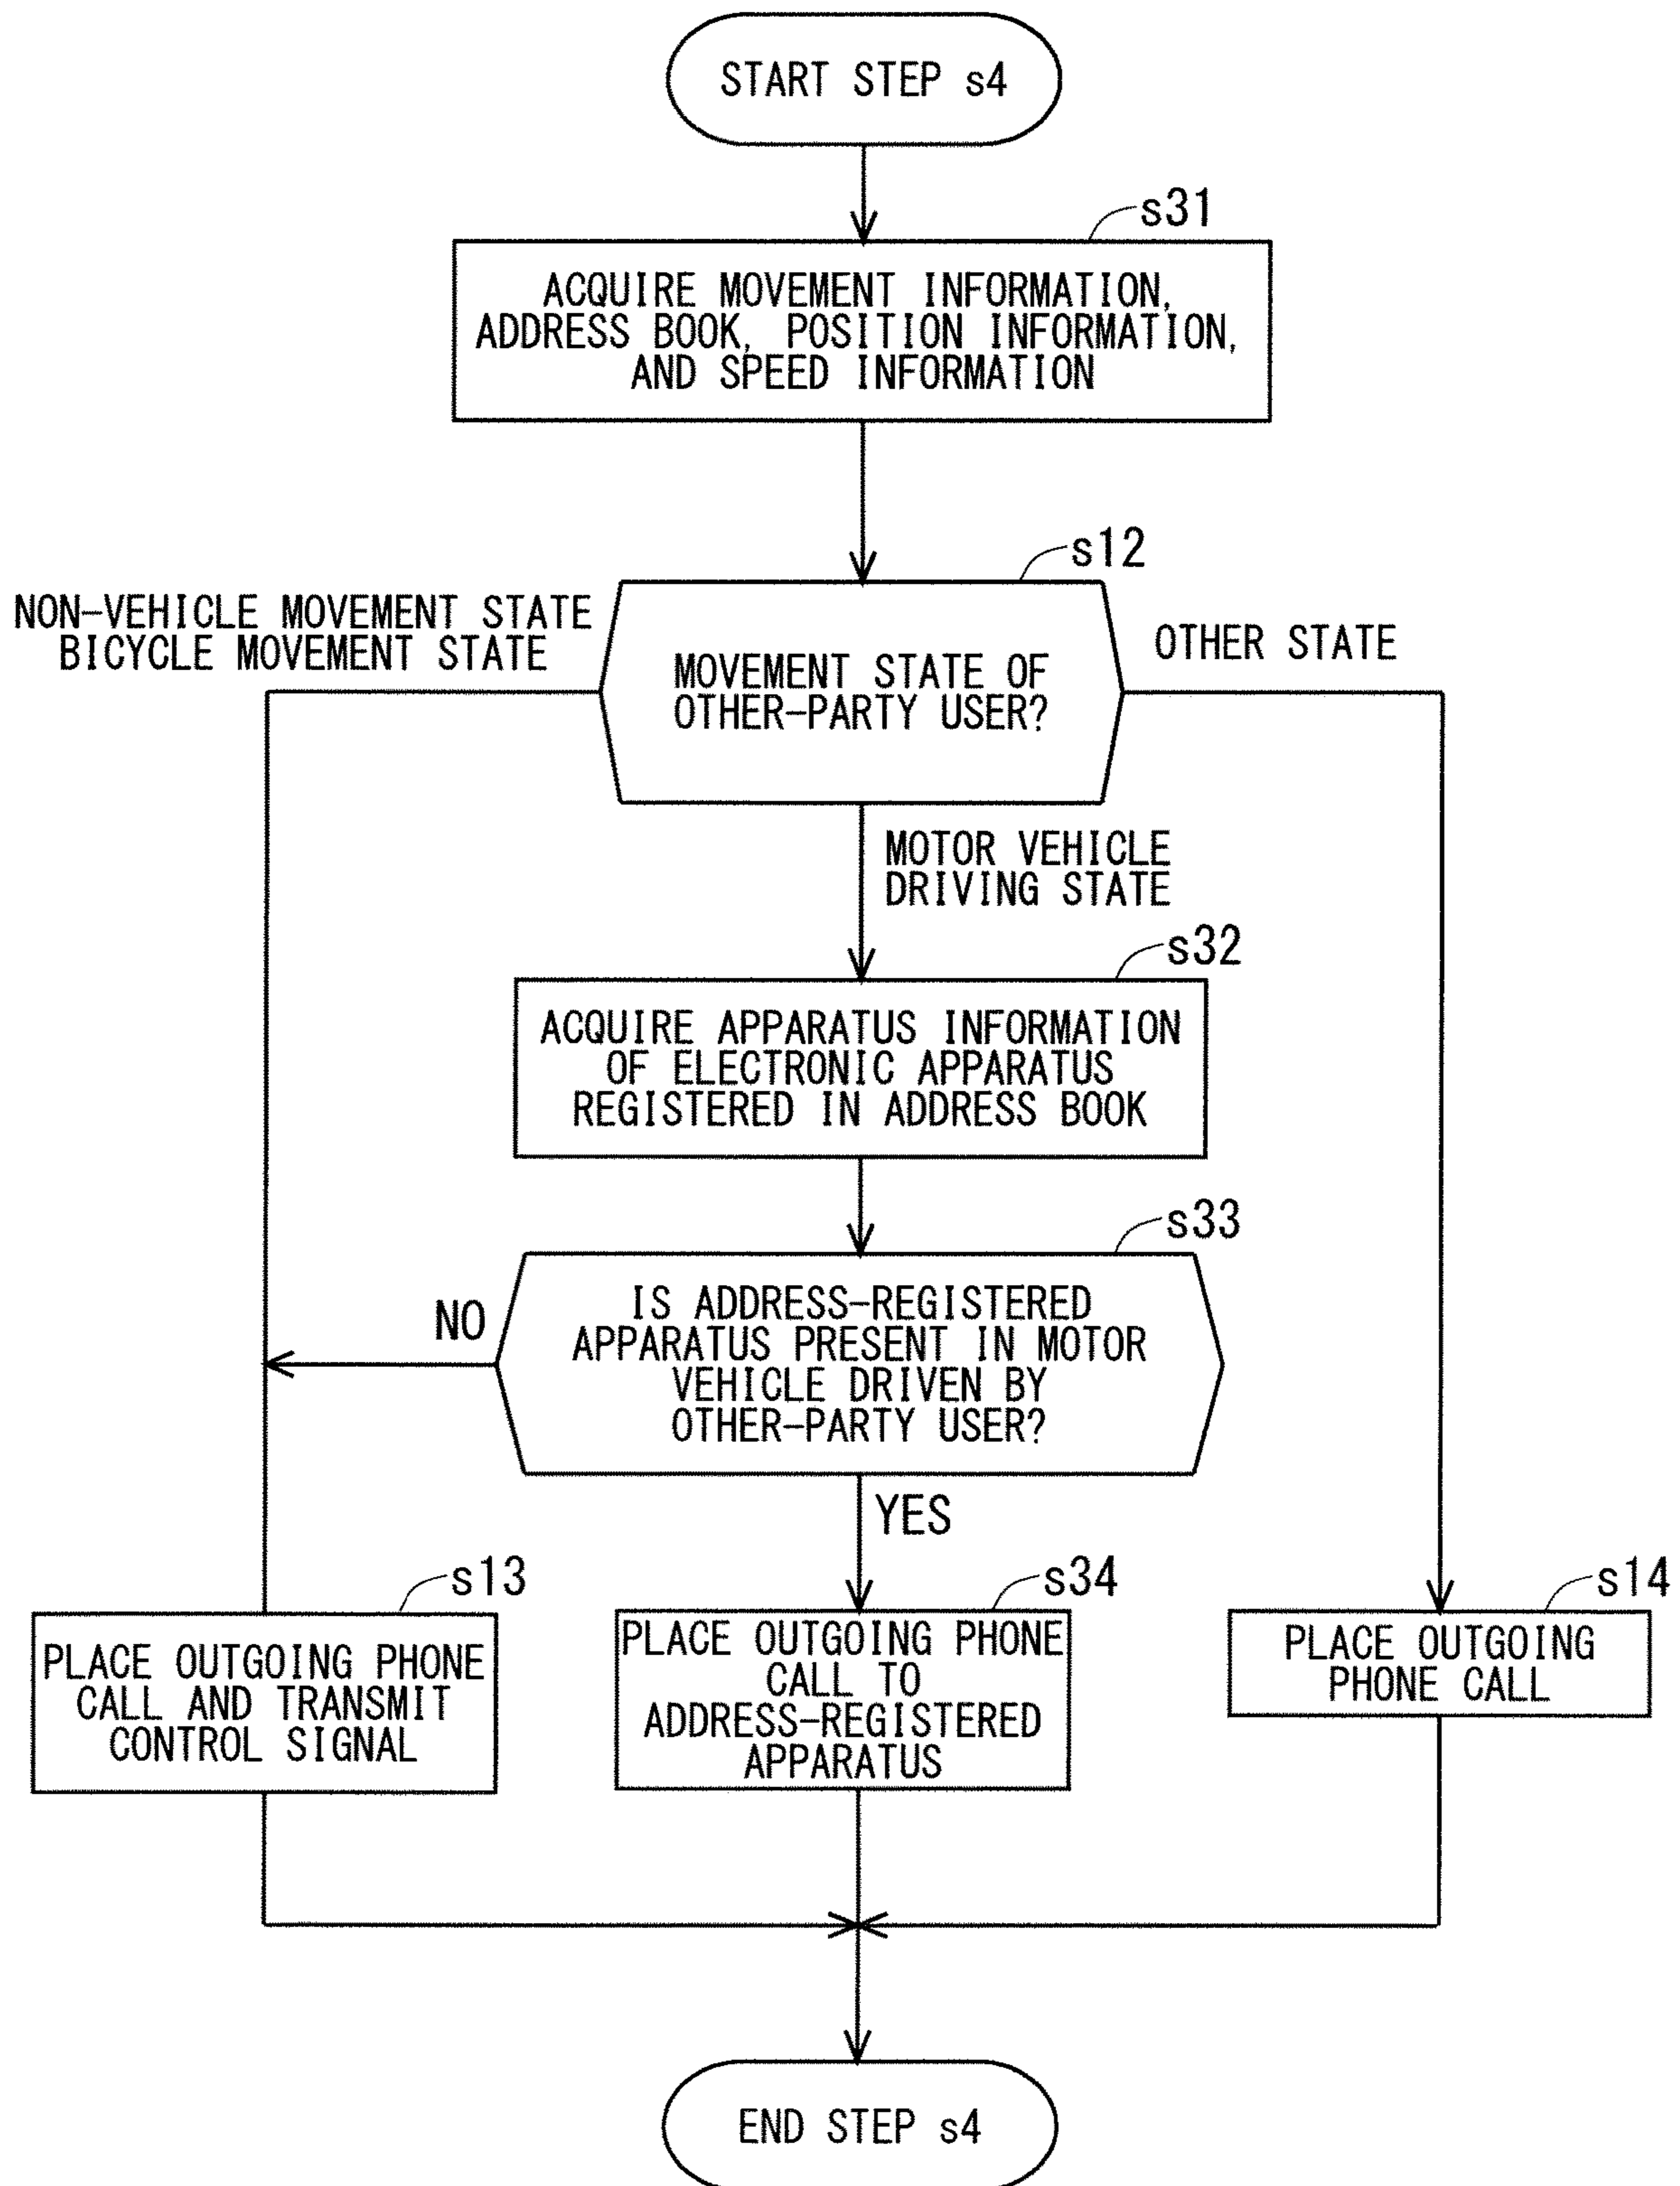 START STEP s4
s31
ACQUIRE MOVEMENT INFORMATION,
ADDRESS BOOK, POSITION INFORMATION,
AND SPEED INFORMATION
s12
NON-VEHICLE MOVEMENT STATE
BICYCLE MOVEMENT STATE
OTHER STATE
MOVEMENT STATE OF
OTHER-PARTY USER?
MOTOR VEHICLE
DRIVING STATE
s32
ACQUIRE APPARATUS INFORMATION
OF ELECTRONIC APPARATUS
REGISTERED IN ADDRESS BOOK
s33
NO
IS ADDRESS-REGISTERED
APPARATUS PRESENT IN MOTOR
VEHICLE DRIVEN BY
OTHER-PARTY USER?
YES
s13
PLACE OUTGOING PHONE
CALL AND TRANSMIT
CONTROL SIGNAL
s34
PLACE OUTGOING PHONE
CALL TO
ADDRESS-REGISTERED
APPARATUS
s14
PLACE OUTGOING
PHONE CALL
END STEP s4